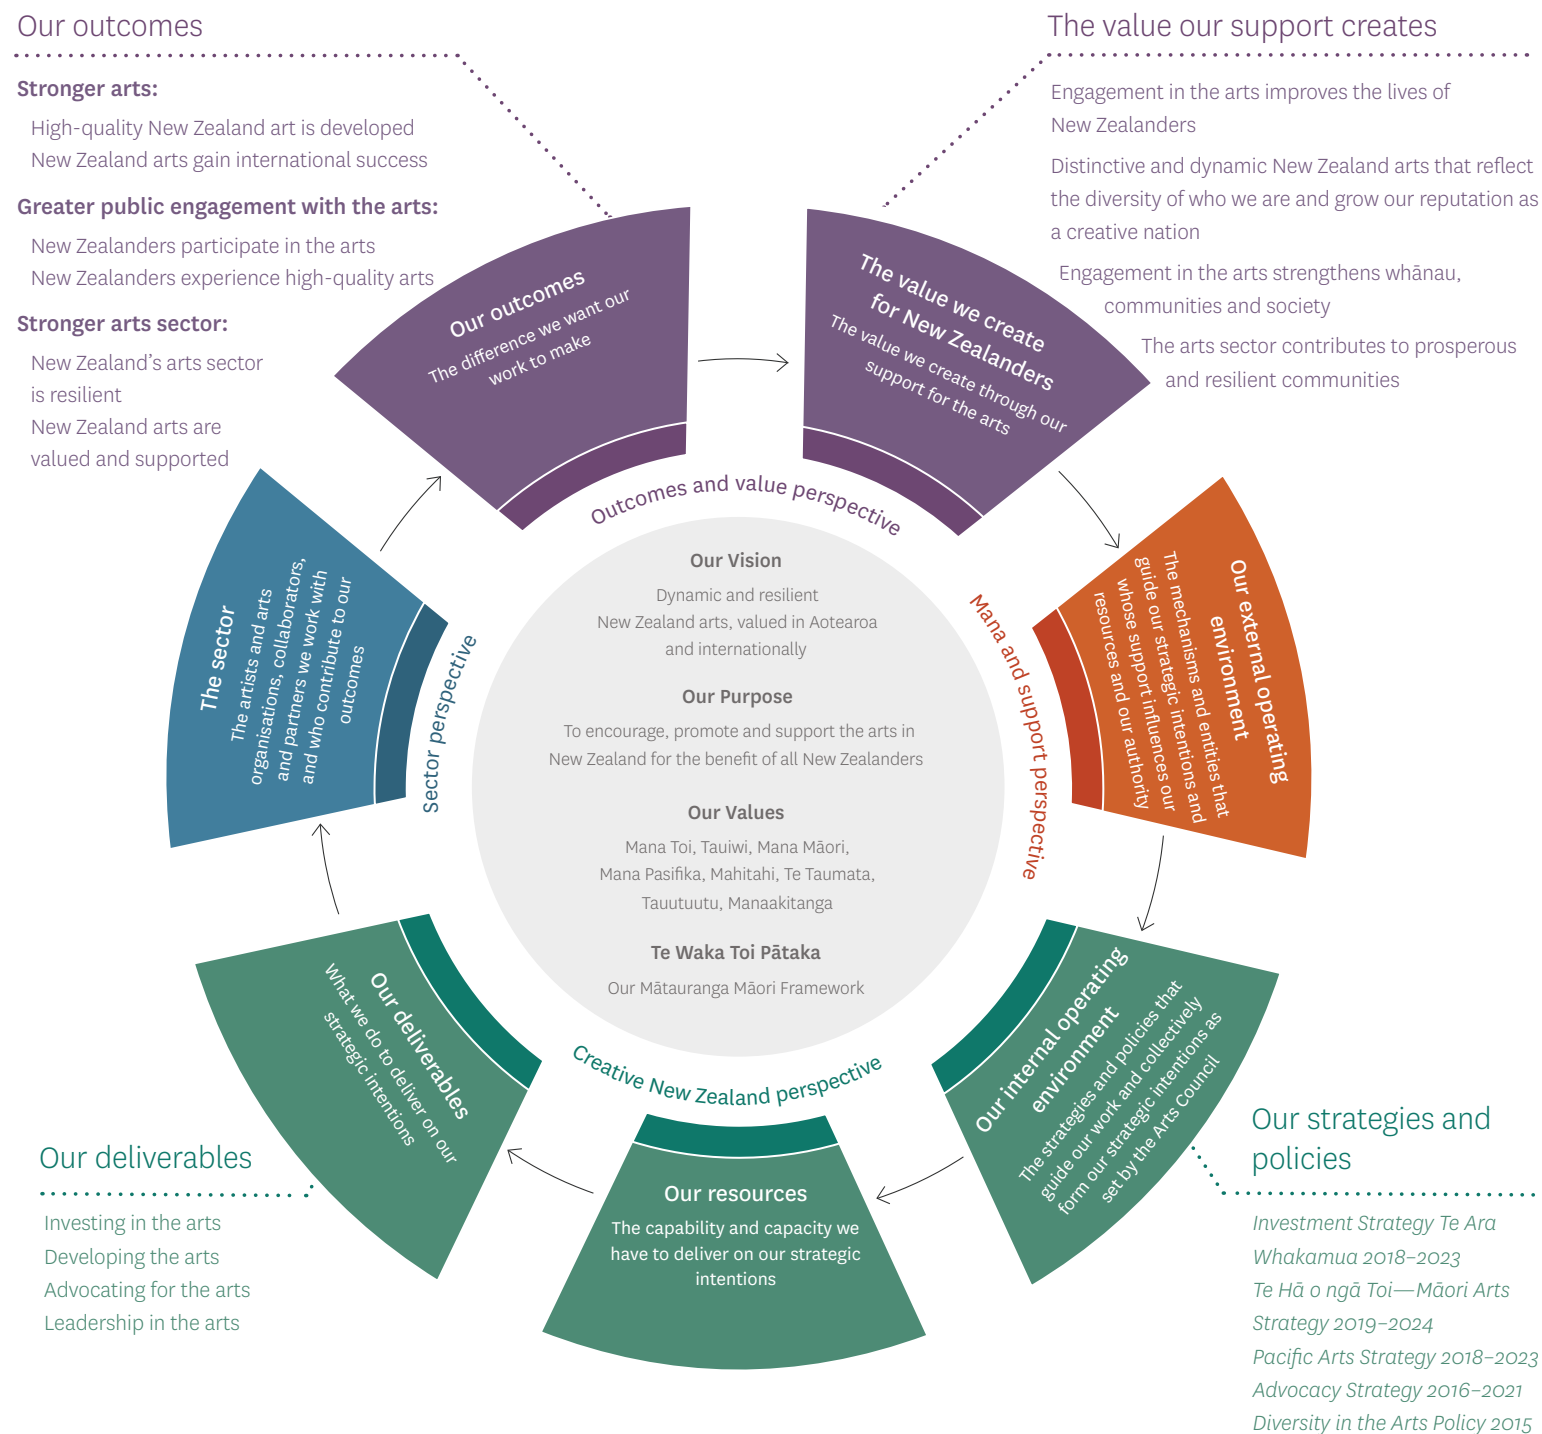 Our outcomes
Stronger arts:
High-quality New Zealand art is developed
New Zealand arts gain international success
Greater public engagement with the arts:
New Zealanders participate in the arts
New Zealanders experience high-quality arts
Stronger arts sector:
New Zealand’s arts sector
is resilient
New Zealand arts are
valued and supported
The value our support creates
Engagement in the arts improves the lives of
New Zealanders
Distinctive and dynamic New Zealand arts that reflect
the diversity of who we are and grow our reputation as
a creative nation
Engagement in the arts strengthens whānau,
communities and society
The arts sector contributes to prosperous
and resilient communities
Our outcomes
The difference we want our
work to make
The value we create
for New Zealanders
The value we create through our
support for the arts
Outcomes and value perspective
Our external operating
environment
The mechanisms and entities that
guide our strategic intentions and
whose support influences our
resources and our authority
Mana and support perspective
The sector
The artists and arts
organisations, collaborators,
and partners we work with
and who contribute to our
outcomes
Sector perspective
Our Vision
Dynamic and resilient
New Zealand arts, valued in Aotearoa
and internationally
Our Purpose
To encourage, promote and support the arts in
New Zealand for the benefit of all New Zealanders
Our Values
Mana Toi, Tauiwi, Mana Māori,
Mana Pasifika, Mahitahi, Te Taumata,
Tauutuutu, Manaakitanga
Te Waka Toi Pātaka
Our Mātauranga Māori Framework
Creative New Zealand perspective
Our internal operating
environment
The strategies and policies that
guide our work and collectively
form our strategic intentions as
set by the Arts Council
Our resources
The capability and capacity we
have to deliver on our strategic
intentions
Our deliverables
What we do to deliver on our
strategic intentions
Our deliverables
Investing in the arts
Developing the arts
Advocating for the arts
Leadership in the arts
Our strategies and
policies
Investment Strategy Te Ara
Whakamua 2018–2023
Te Hā o ngā Toi—Māori Arts
Strategy 2019–2024
Pacific Arts Strategy 2018–2023
Advocacy Strategy 2016–2021
Diversity in the Arts Policy 2015